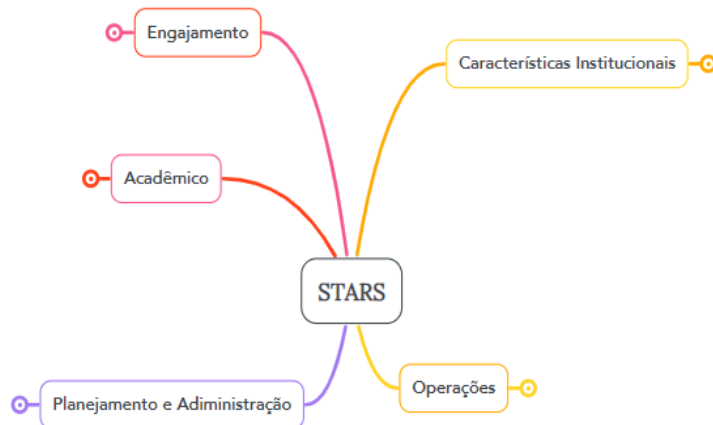 Engajamento
Características Institucionais
Acadêmico
STARS
Operações
Planejamento e Adiministração